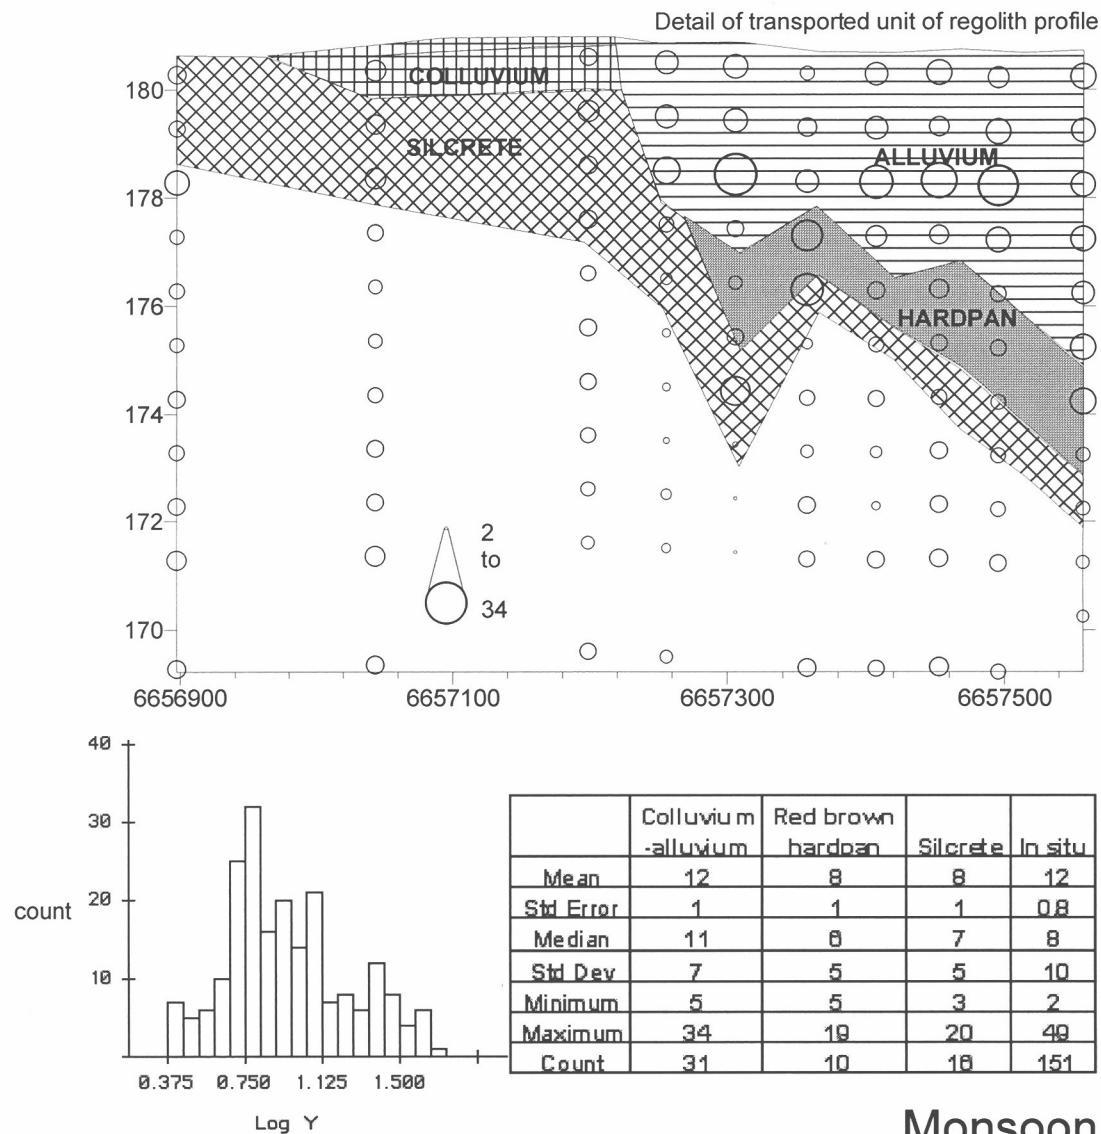 Detail of transported unit of regolith profile
180
178
176
174
172
170
COLLUVIUM
SILCRETE
ALLUVIUM
HARDPAN
2
to
34
6656900 6657100 6657300 6657500
40
30
20
10
count
0.375 0.750 1.125 1.500
Log Y
Colluvium -alluvium Red brown hardpan Silcrete In situ
Mean 12 8 8 12
Std Error 1 1 1 0.8
Median 11 6 7 8
Std Dev 7 5 5 10
Minimum 5 5 3 2
Maximum 34 19 20 49
Count 31 10 16 151
Monsoon